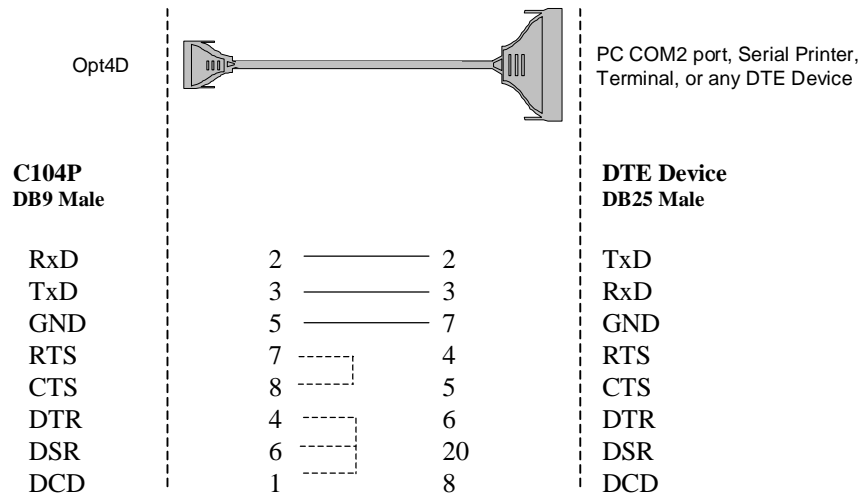 Opt4D
PC COM2 port, Serial Printer,
Terminal, or any DTE Device
C104P DTE Device
DB9 Male DB25 Male
RxD 2 2 TxD
TxD 3 3 RxD
GND 5 7 GND
RTS 7 4 RTS
CTS 8 5 CTS
DTR 4 6 DTR
DSR 6 20 DSR
DCD 1 8 DCD